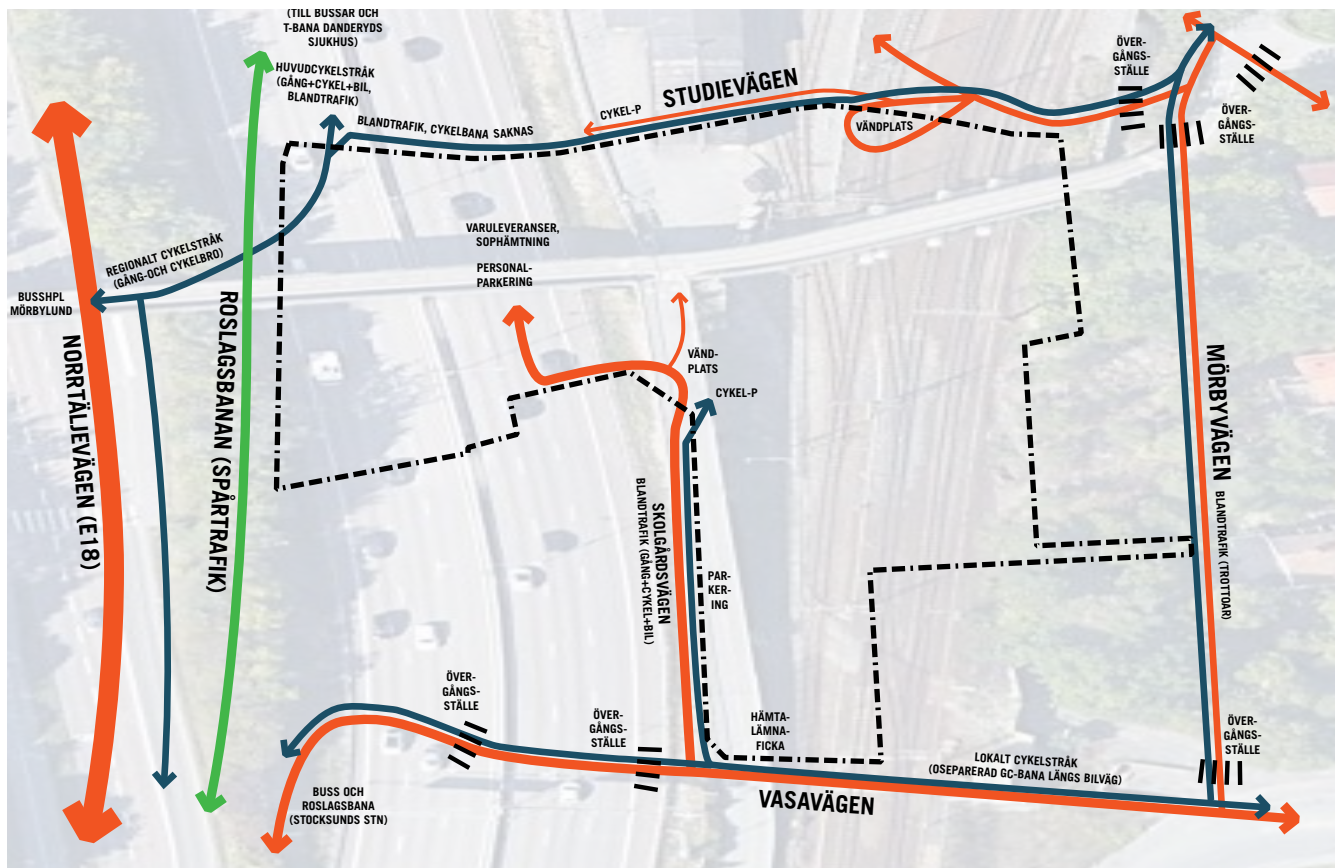 (TILL BUSSAR OCH
T-BANA DANDERYDS
SJUKHUS)
HUVUDCYKELSTRÅK
(GÅNG+CYKEL+BIL,
BLANDTRAFIK)
BLANDTRAFIK, CYKELBANA SAKNAS
CYKEL-P
STUDIEVÄGEN
VÄNDPLATS
ÖVER-
GÅNGS-
STÄLLE
ÖVER-
GÅNGS-
STÄLLE
REGIONALT CYKELSTRÅK
(GÅNG-OCH CYKELBRO)
BUSSHPL
MÖRBYLUND
VARULEVERANSER,
SOPHÄMTNING
PERSONAL-
PARKERING
VÄND-
PLATS
CYKEL-P
NORRTÄLJEVÄGEN (E18)
ROSLAGSBANAN (SPÅRTRAFIK)
SKOLGÅRDSVÄGEN
BLANDTRAFIK (GÅNG+CYKEL+BIL)
PAR-
KER-
ING
MÖRBYVÄGEN
BLANDTRAFIK (TROTTOAR)
ÖVER-
GÅNGS-
STÄLLE
ÖVER-
GÅNGS-
STÄLLE
HÄMTA-
LÄMNA-
FICKA
LOKALT CYKELSTRÅK
(OSEPARERAD GC-BANA LÄNGS BILVÄG)
ÖVER-
GÅNGS-
STÄLLE
VASAVÄGEN
BUSS OCH
ROSLAGSBANA
(STOCKSUNDS STN)